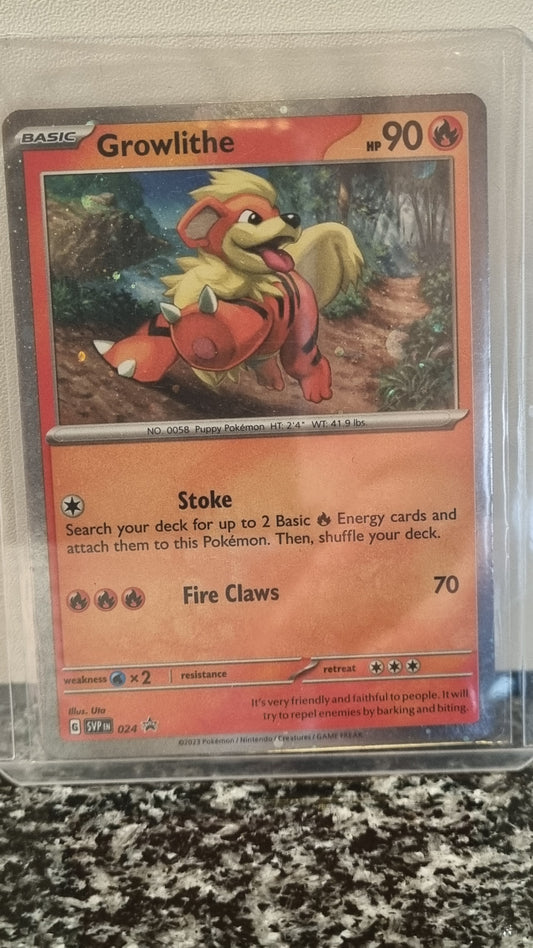 BASIC Growlithe HP 90
NO. 0058 Puppy Pokémon HT: 2'4" WT: 41.9 lbs.
Stoke
Search your deck for up to 2 Basic Energy cards and
attach them to this Pokémon. Then, shuffle your deck.
Fire Claws 70
weakness ×2 resistance retreat
Illus. Uta
It's very friendly and faithful to people. It will
try to repel enemies by barking and biting.
G SVP EN 024
©2023 Pokémon / Nintendo / Creatures / GAME FREAK